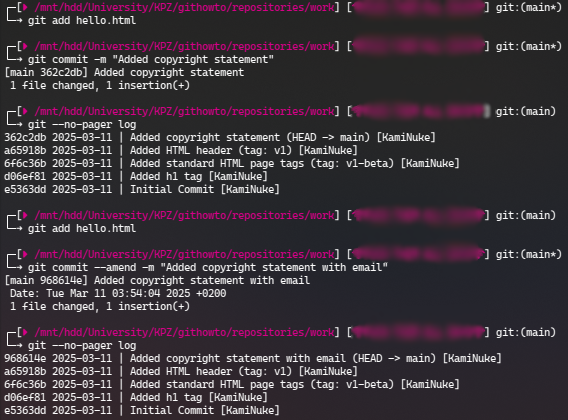 ┌─[ /mnt/hdd/University/KPZ/githowto/repositories/work] [] git:(main*)
└─→ git add hello.html
┌─[ /mnt/hdd/University/KPZ/githowto/repositories/work] [] git:(main*)
└─→ git commit -m "Added copyright statement"
[main 362c2db] Added copyright statement
1 file changed, 1 insertion(+)
┌─[ /mnt/hdd/University/KPZ/githowto/repositories/work] [] git:(main)
└─→ git --no-pager log
362c2db 2025-03-11 | Added copyright statement (HEAD -> main) [KamiNuke]
a65918b 2025-03-11 | Added HTML header (tag: v1) [KamiNuke]
6f6c36b 2025-03-11 | Added standard HTML page tags (tag: v1-beta) [KamiNuke]
d06ef81 2025-03-11 | Added h1 tag [KamiNuke]
e5363dd 2025-03-11 | Initial Commit [KamiNuke]
┌─[ /mnt/hdd/University/KPZ/githowto/repositories/work] [] git:(main)
└─→ git add hello.html
┌─[ /mnt/hdd/University/KPZ/githowto/repositories/work] [] git:(main*)
└─→ git commit --amend -m "Added copyright statement with email"
[main 968614e] Added copyright statement with email
Date: Tue Mar 11 03:54:04 2025 +0200
1 file changed, 1 insertion(+)
┌─[ /mnt/hdd/University/KPZ/githowto/repositories/work] [] git:(main)
└─→ git --no-pager log
968614e 2025-03-11 | Added copyright statement with email (HEAD -> main) [KamiNuke]
a65918b 2025-03-11 | Added HTML header (tag: v1) [KamiNuke]
6f6c36b 2025-03-11 | Added standard HTML page tags (tag: v1-beta) [KamiNuke]
d06ef81 2025-03-11 | Added h1 tag [KamiNuke]
e5363dd 2025-03-11 | Initial Commit [KamiNuke]